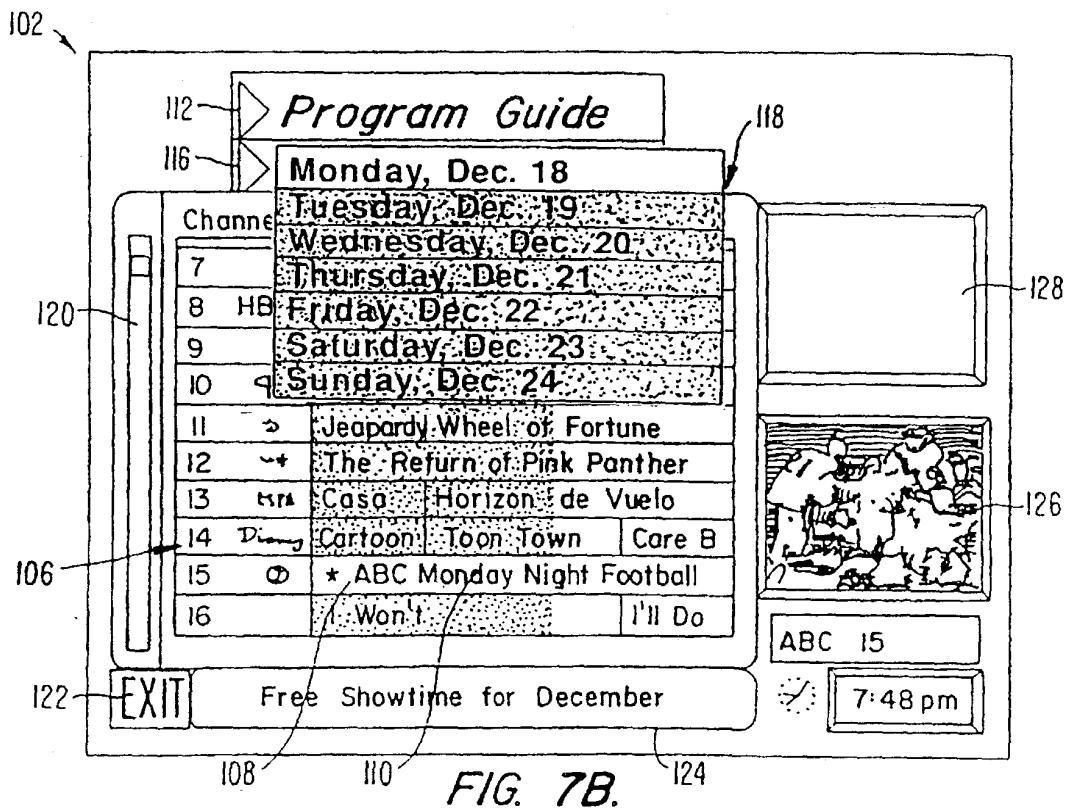 102
112
Program Guide
118
116
Monday, Dec. 18
Tuesday, Dec. 19
Wednesday, Dec. 20
Thursday, Dec. 21
Friday, Dec. 22
Saturday, Dec. 23
Sunday, Dec. 24
Channe
7
8 HB
9
10
11 Jeapardy Wheel of Fortune
12 The Return of Pink Panther
13 Casa Horizon de Vuelo
14 Disney Cartoon Toon Town Care B
15 * ABC Monday Night Football
16 I Won't I'll Do
120
128
126
106
ABC 15
122
EXIT
Free Showtime for December
7:48 pm
108
110
124
FIG. 7B.